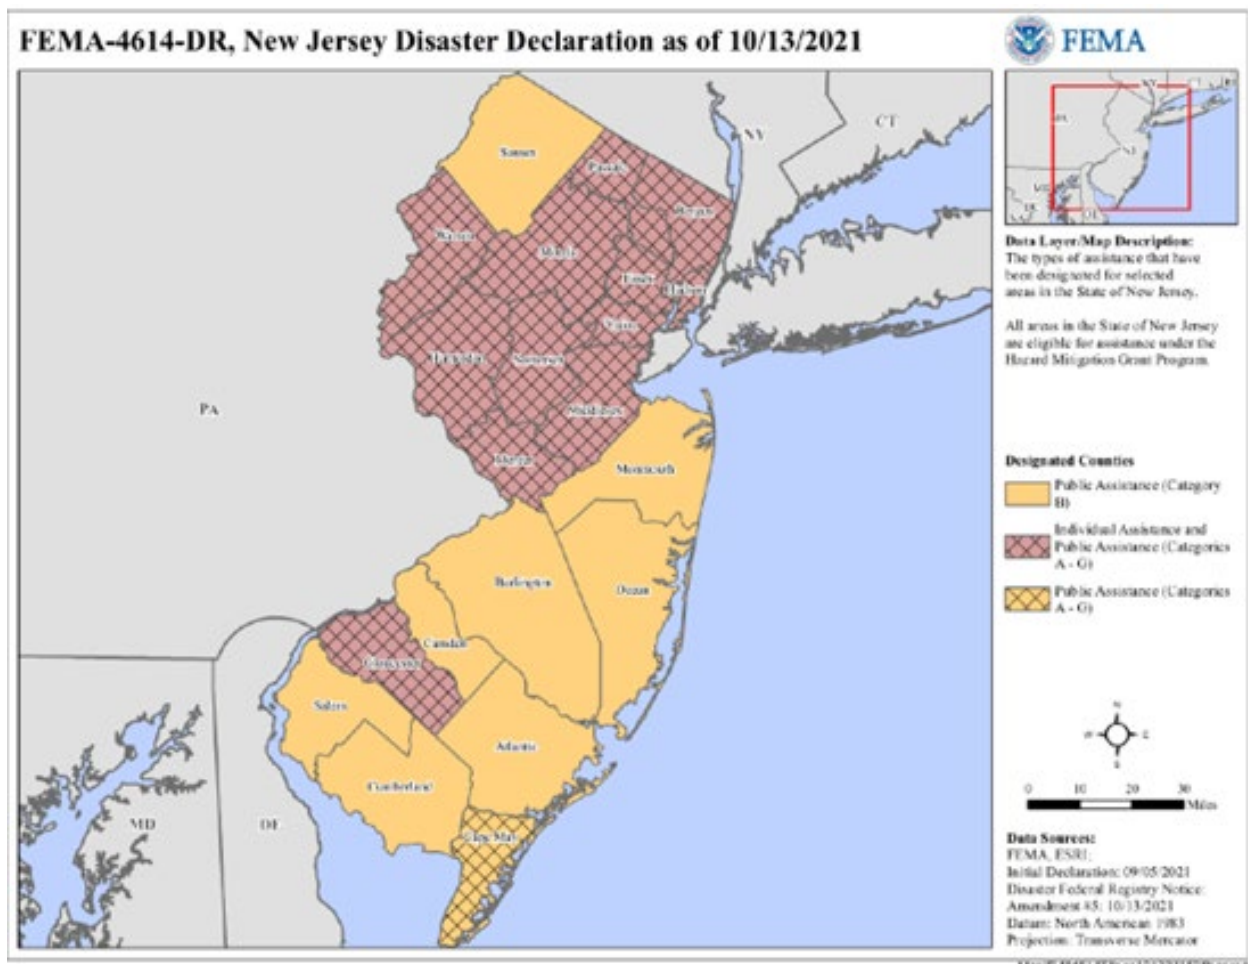 FEMA-4614-DR, New Jersey Disaster Declaration as of 10/13/2021
FEMA
NY
CT
PA
MD
DE
Sussex
Passaic
Bergen
Warren
Morris
Essex
Hudson
Union
Hunterdon
Somerset
Middlesex
Mercer
Monmouth
Burlington
Ocean
Camden
Gloucester
Salem
Atlantic
Cumberland
Cape May
NY
PA
NJ
DE
Data Layer/Map Description:
The types of assistance that have
been designated for selected
areas in the State of New Jersey.
All areas in the State of New Jersey
are eligible for assistance under the
Hazard Mitigation Grant Program.
Designated Counties
Public Assistance (Category
B)
Individual Assistance and
Public Assistance (Categories
A - G)
Public Assistance (Categories
A - G)
N
W E
S
0 10 20 30
Miles
Data Sources:
FEMA, ESRI;
Initial Declaration: 09/05/2021
Disaster Federal Registry Notice:
Amendment #5: 10/13/2021
Datum: North American 1983
Projection: Transverse Mercator